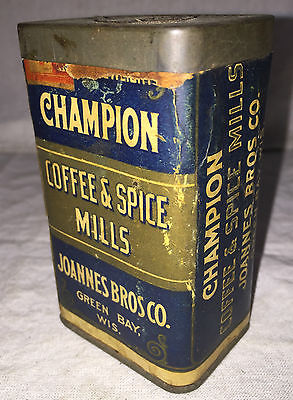 CHAMPION
COFFEE & SPICE
MILLS
JOANNES BROS CO.
GREEN BAY,
WIS.
CHAMPION
COFFEE & SPICE MILLS
JOANNES BROS CO.